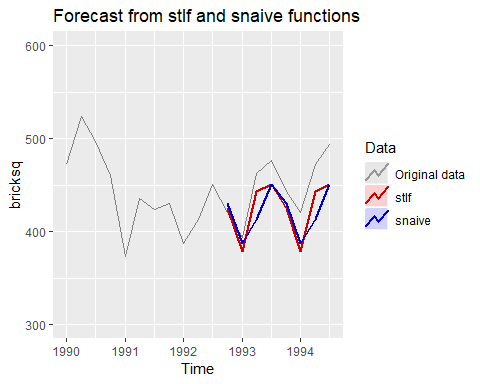 Forecast from stlf and snaive functions
600
500
400
300
bricksq
1990
1991
1992
1993
1994
Time
Data
Original data
stlf
snaive